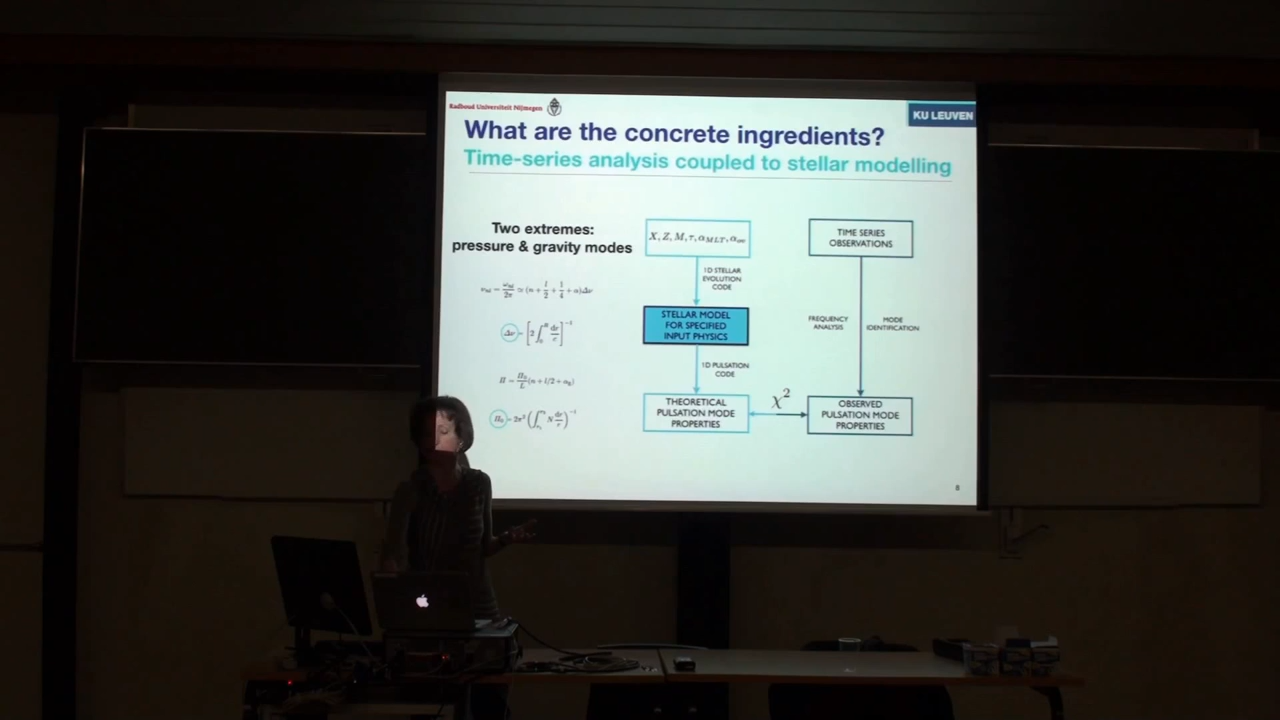 Radboud Universiteit Nijmegen
KU LEUVEN
What are the concrete ingredients?
Time-series analysis coupled to stellar modelling
Two extremes:
pressure & gravity modes
X, Z, M, τ, α_MLT, α_ov
1D STELLAR
EVOLUTION
CODE
STELLAR MODEL
FOR SPECIFIED
INPUT PHYSICS
1D PULSATION
CODE
THEORETICAL
PULSATION MODE
PROPERTIES
χ²
TIME SERIES
OBSERVATIONS
FREQUENCY
ANALYSIS
MODE
IDENTIFICATION
OBSERVED
PULSATION MODE
PROPERTIES
8